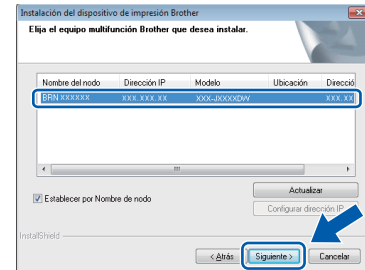 Instalación del dispositivo de impresión Brother
Elija el equipo multifunción Brother que desea instalar.
Nombre del nodo Dirección IP Modelo Ubicación Direcció
BRN XXXXXX XXX.XXX.XX XXX-JXXXXDW XXX.XX
Actualizar
Establecer por Nombre de nodo
Configurar dirección IP
InstallShield
< Atrás Siguiente > Cancelar